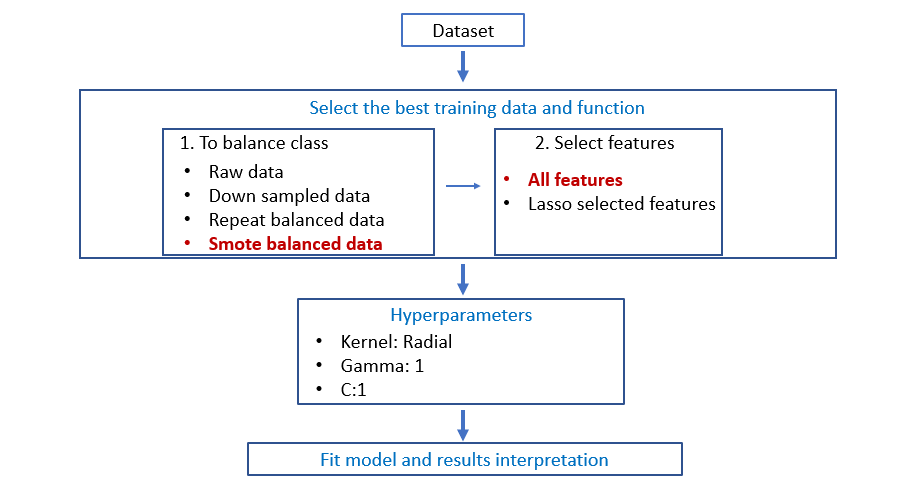 Dataset
Select the best training data and function
1. To balance class
• Raw data
• Down sampled data
• Repeat balanced data
• Smote balanced data
2. Select features
• All features
• Lasso selected features
Hyperparameters
• Kernel: Radial
• Gamma: 1
• C:1
Fit model and results interpretation